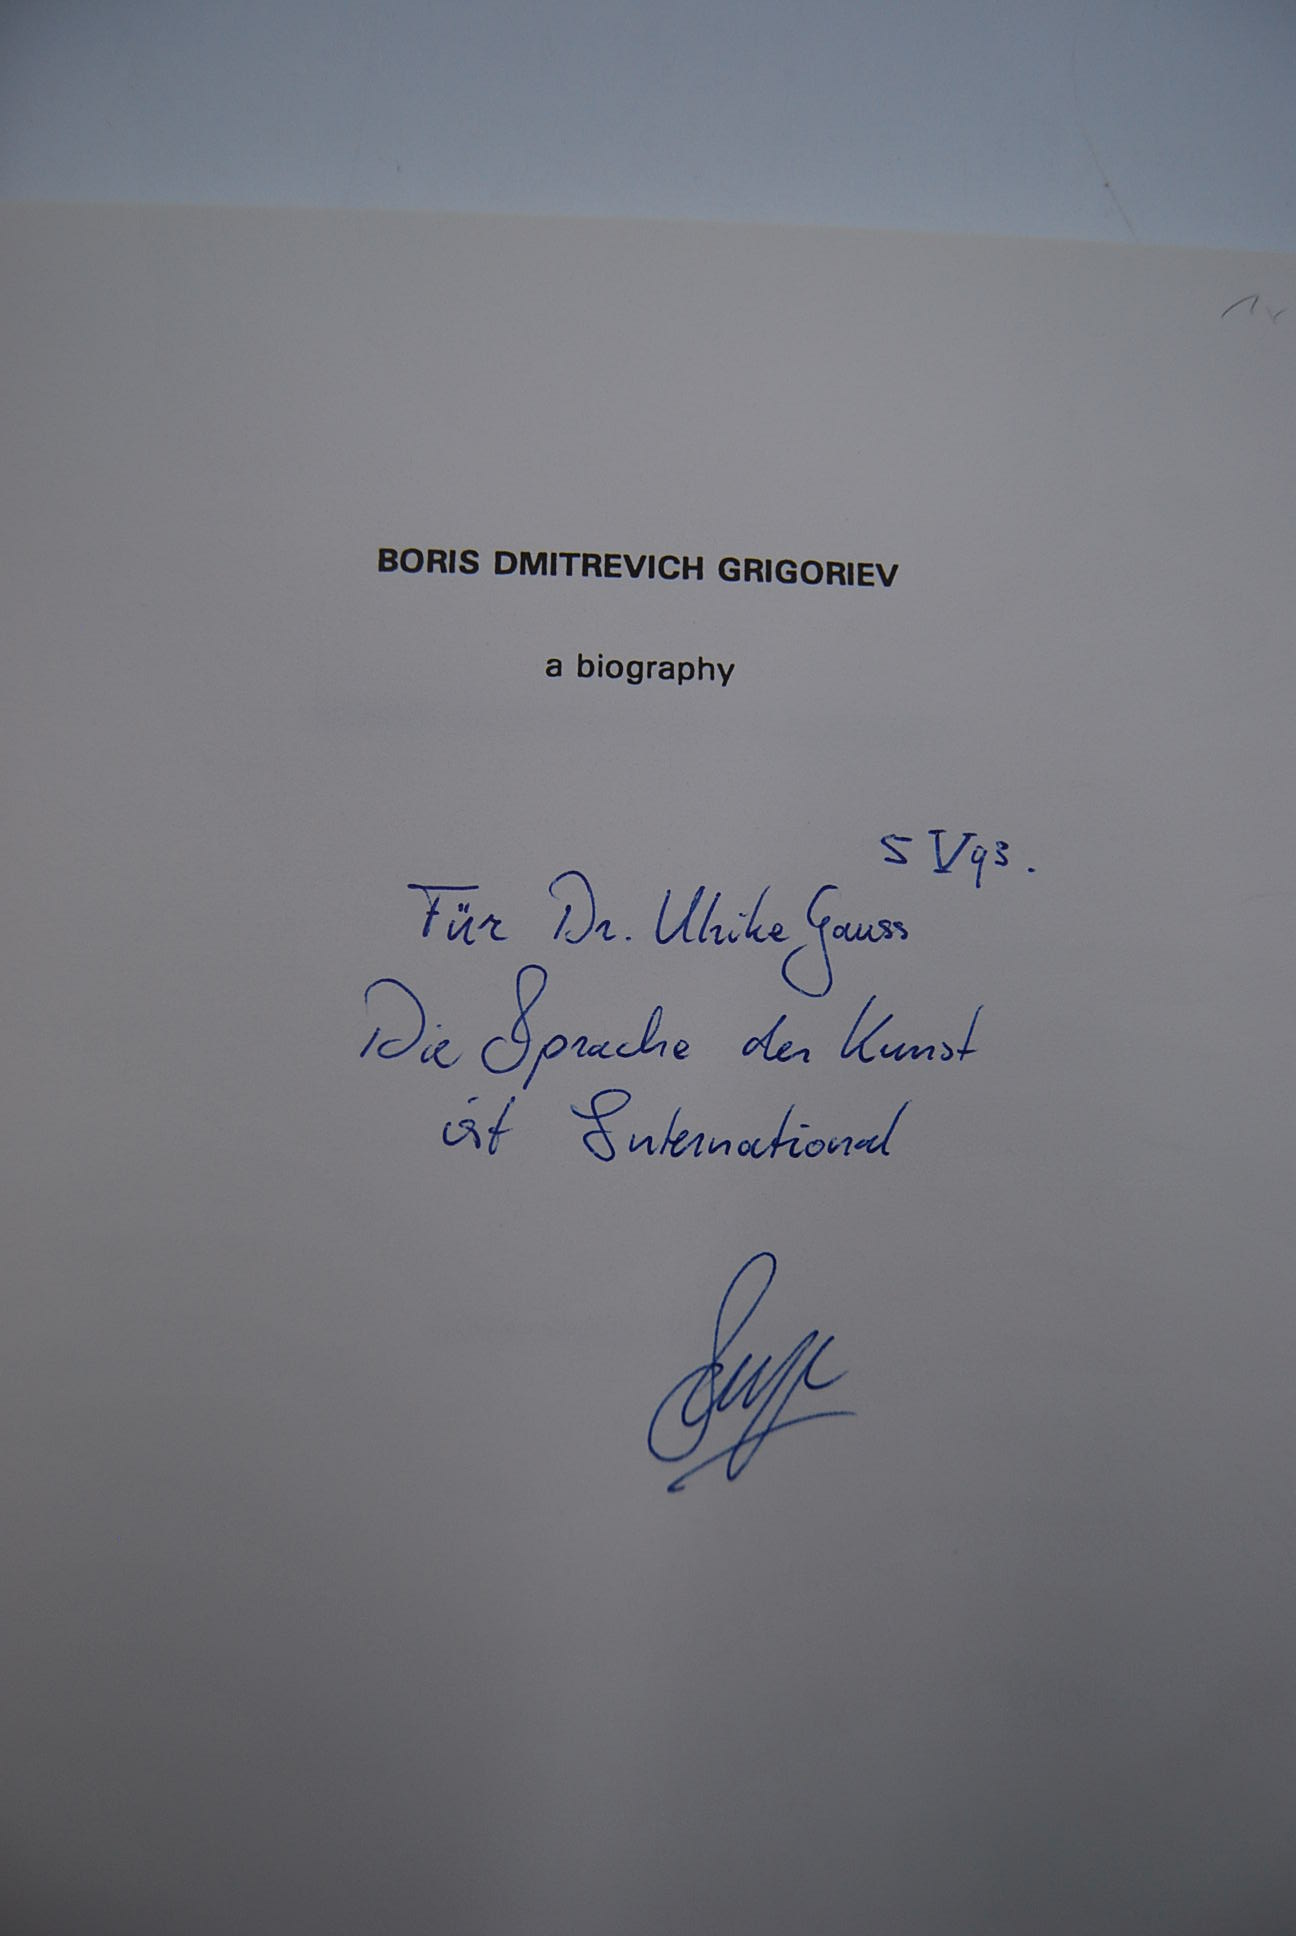 BORIS DMITREVICH GRIGORIEV
a biography
5 V 93.
Für Dr. Ulrike Gauss
Die Sprache der Kunst
ist International